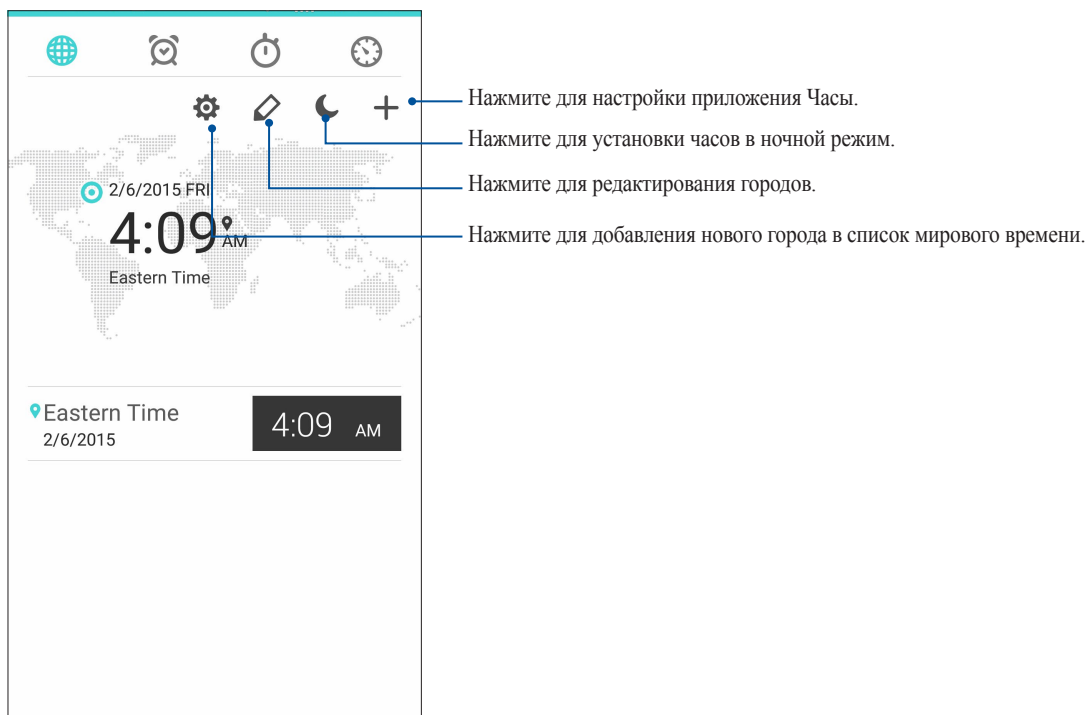 Нажмите для настройки приложения Часы.
Нажмите для установки часов в ночной режим.
2/6/2015 FRI
Нажмите для редактирования городов.
4:09 AM
Нажмите для добавления нового города в список мирового времени.
Eastern Time
Eastern Time
2/6/2015
4:09 AM